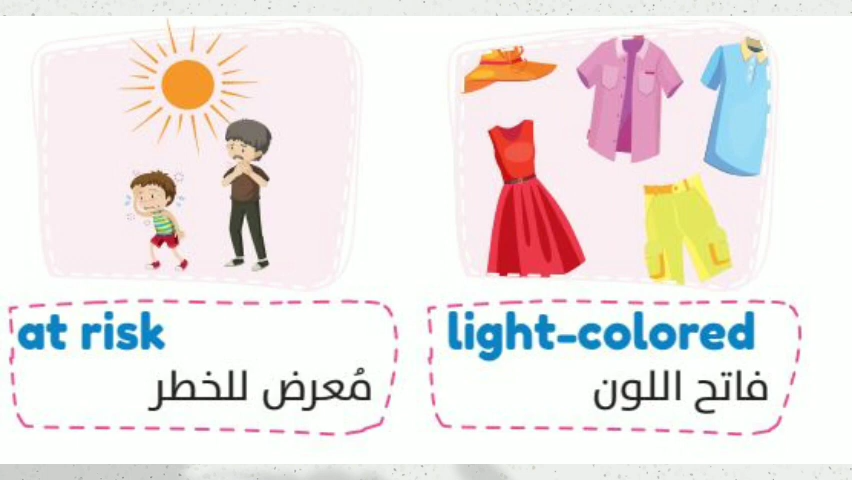 at risk
مُعرض للخطر
light-colored
فاتح اللون